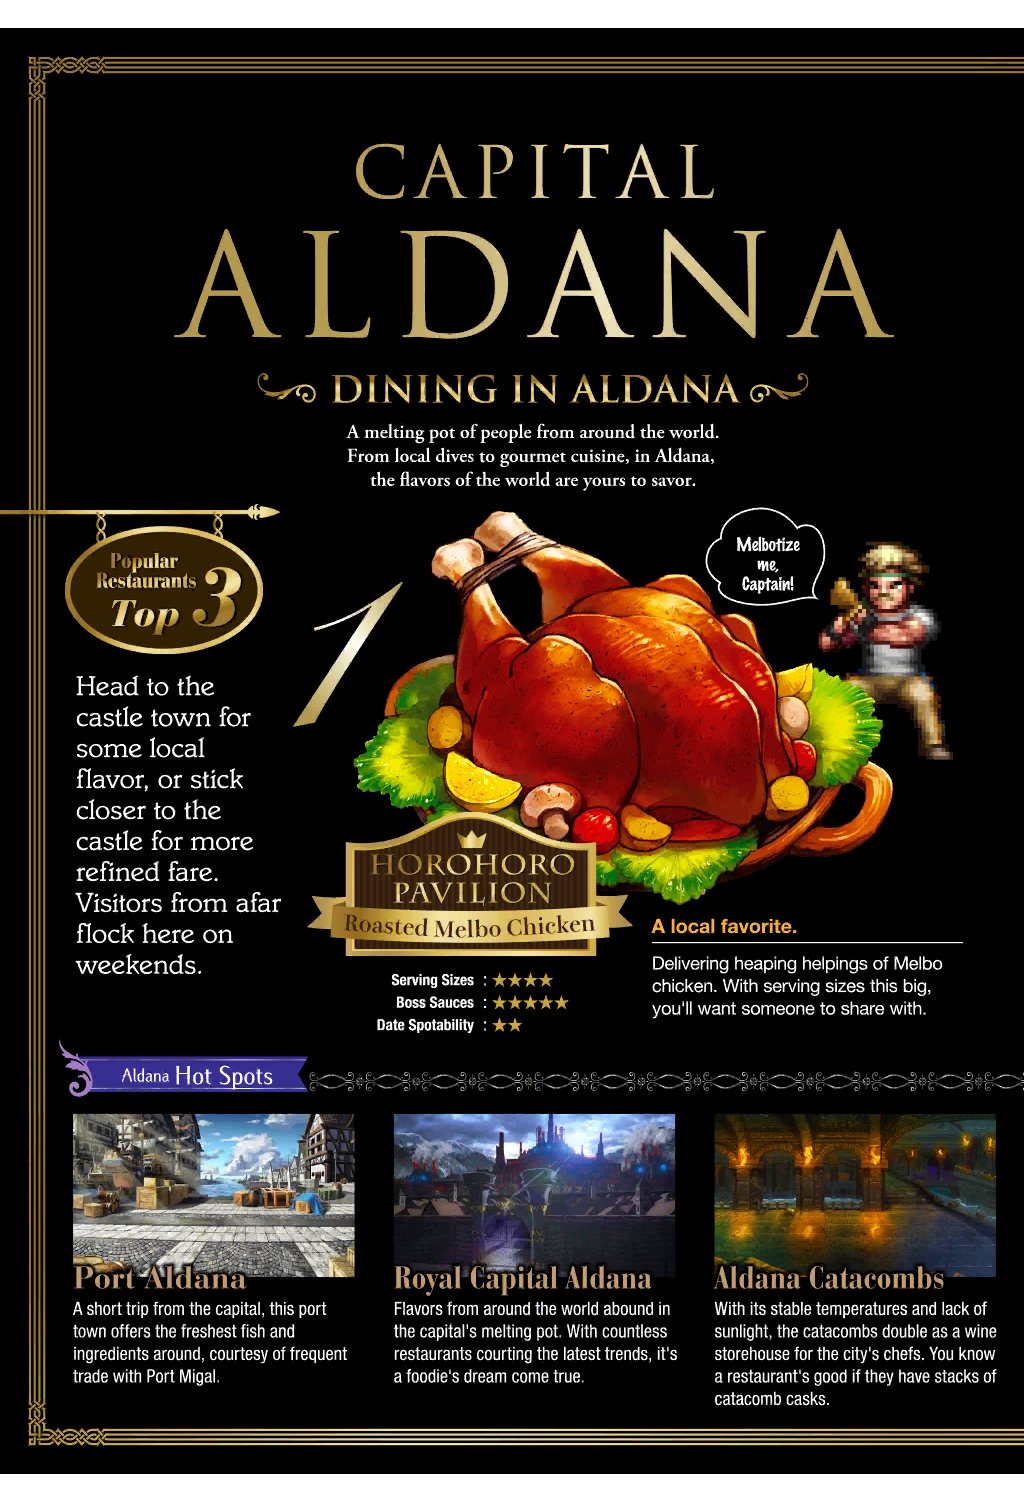 CAPITAL
ALDANA
DINING IN ALDANA
A melting pot of people from around the world.
From local dives to gourmet cuisine, in Aldana,
the flavors of the world are yours to savor.
Popular
Restaurants
Top 3
Head to the
castle town for
some local
flavor, or stick
closer to the
castle for more
refined fare.
Visitors from afar
flock here on
weekends.
1
Melbotize
me,
Captain!
HOROHORO
PAVILION
Roasted Melbo Chicken
Serving Sizes : ★★★★
Boss Sauces : ★★★★★
Date Spotability : ★★
A local favorite.
Delivering heaping helpings of Melbo
chicken. With serving sizes this big,
you'll want someone to share with.
Aldana Hot Spots
Port Aldana
A short trip from the capital, this port
town offers the freshest fish and
ingredients around, courtesy of frequent
trade with Port Migal.
Royal Capital Aldana
Flavors from around the world abound in
the capital's melting pot. With countless
restaurants courting the latest trends, it's
a foodie's dream come true.
Aldana Catacombs
With its stable temperatures and lack of
sunlight, the catacombs double as a wine
storehouse for the city's chefs. You know
a restaurant's good if they have stacks of
catacomb casks.